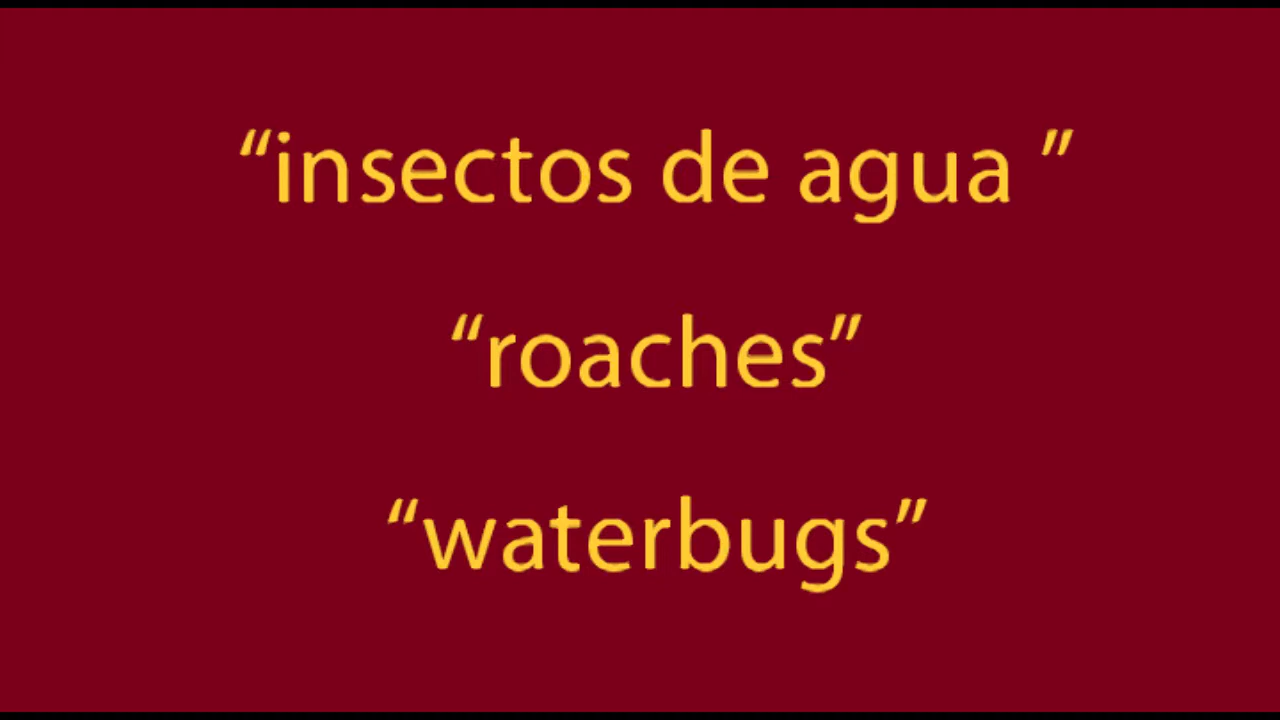 “insectos de agua ”
“roaches”
“waterbugs”